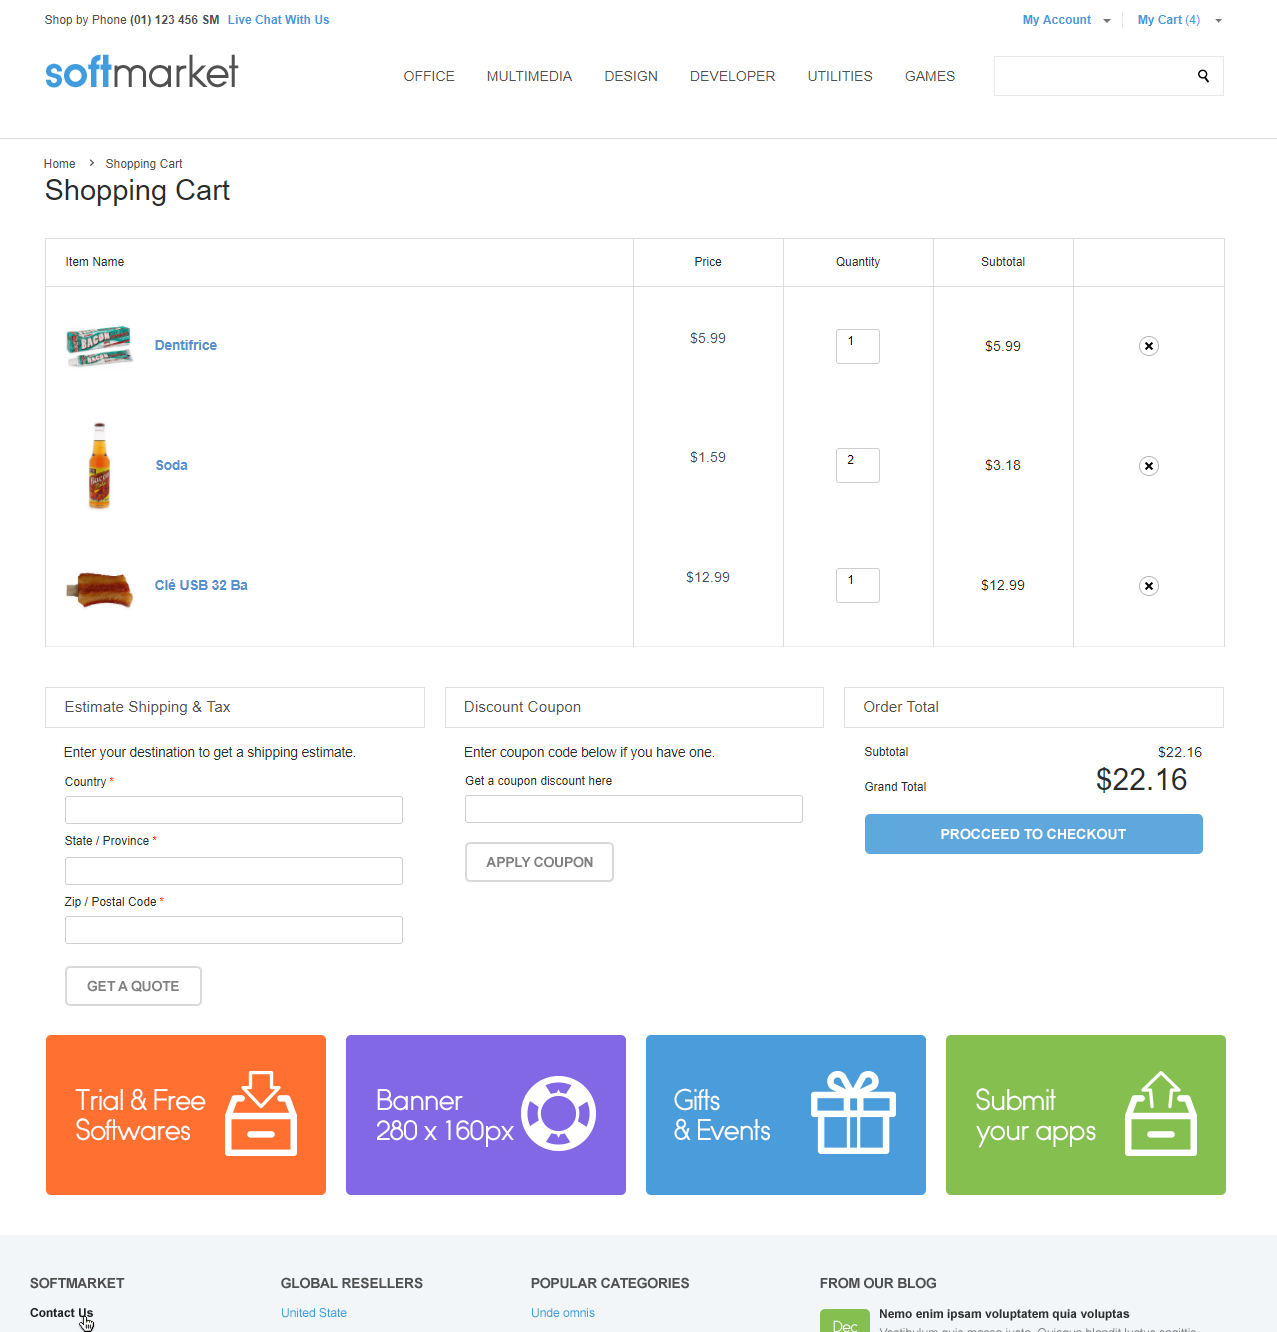 Shop by Phone (01) 123 456 SM Live Chat With Us My Account My Cart (4)
softmarket
OFFICE MULTIMEDIA DESIGN DEVELOPER UTILITIES GAMES
Home > Shopping Cart
Shopping Cart
Item Name Price Quantity Subtotal
BACON
Dentifrice $5.99 1 $5.99
Bacon
Soda $1.59 2 $3.18
Clé USB 32 Ba $12.99 1 $12.99
Estimate Shipping & Tax
Enter your destination to get a shipping estimate.
Country *
State / Province *
Zip / Postal Code *
GET A QUOTE
Discount Coupon
Enter coupon code below if you have one.
Get a coupon discount here
APPLY COUPON
Order Total
Subtotal $22.16
Grand Total $22.16
PROCCEED TO CHECKOUT
Trial & Free
Softwares
Banner
280 x 160px
Gifts
& Events
Submit
your apps
SOFTMARKET
Contact Us
GLOBAL RESELLERS
United State
POPULAR CATEGORIES
Unde omnis
FROM OUR BLOG
Dec
Nemo enim ipsam voluptatem quia voluptas